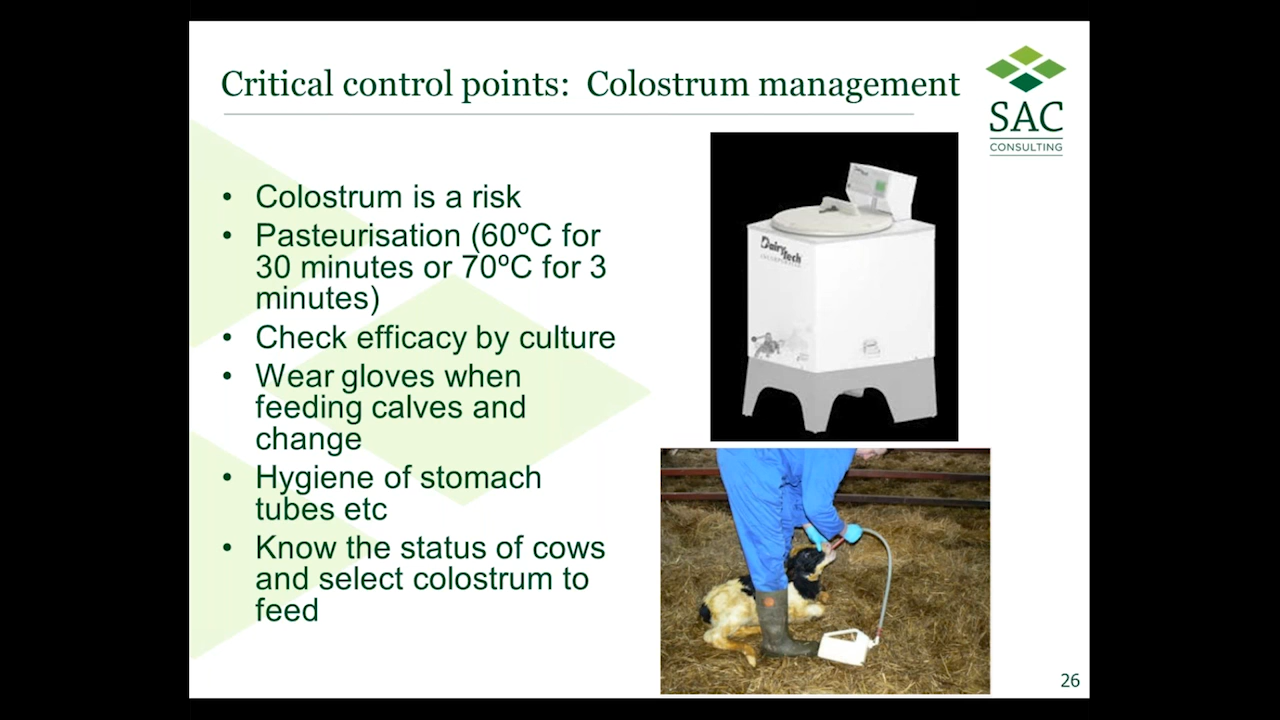 Critical control points: Colostrum management
SAC
CONSULTING
• Colostrum is a risk
• Pasteurisation (60ºC for
30 minutes or 70ºC for 3
minutes)
• Check efficacy by culture
• Wear gloves when
feeding calves and
change
• Hygiene of stomach
tubes etc
• Know the status of cows
and select colostrum to
feed
DairyTech
INCORPORATED
26